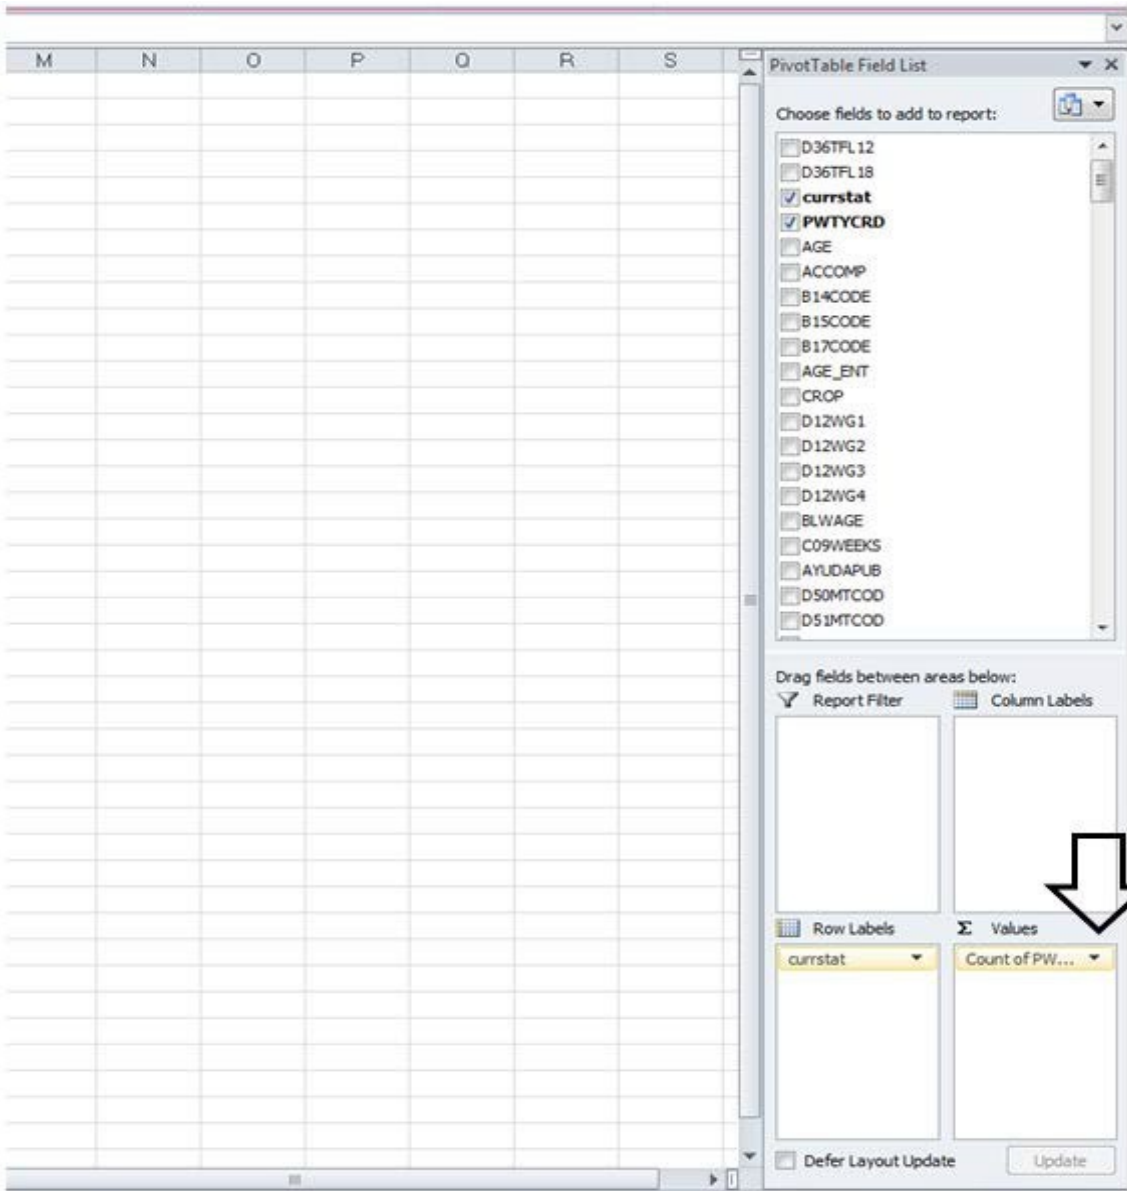 M N O P Q R S
PivotTable Field List
Choose fields to add to report:
D36TFL12
D36TFL18
currstat
PWTYCRD
AGE
ACCOMP
B14CODE
B15CODE
B17CODE
AGE_ENT
CROP
D12WG1
D12WG2
D12WG3
D12WG4
BLWAGE
C09WEEKS
AYUDAPUB
D50MTCOD
D51MTCOD
Drag fields between areas below:
Report Filter Column Labels
Row Labels Σ Values
currstat Count of PW...
Defer Layout Update Update